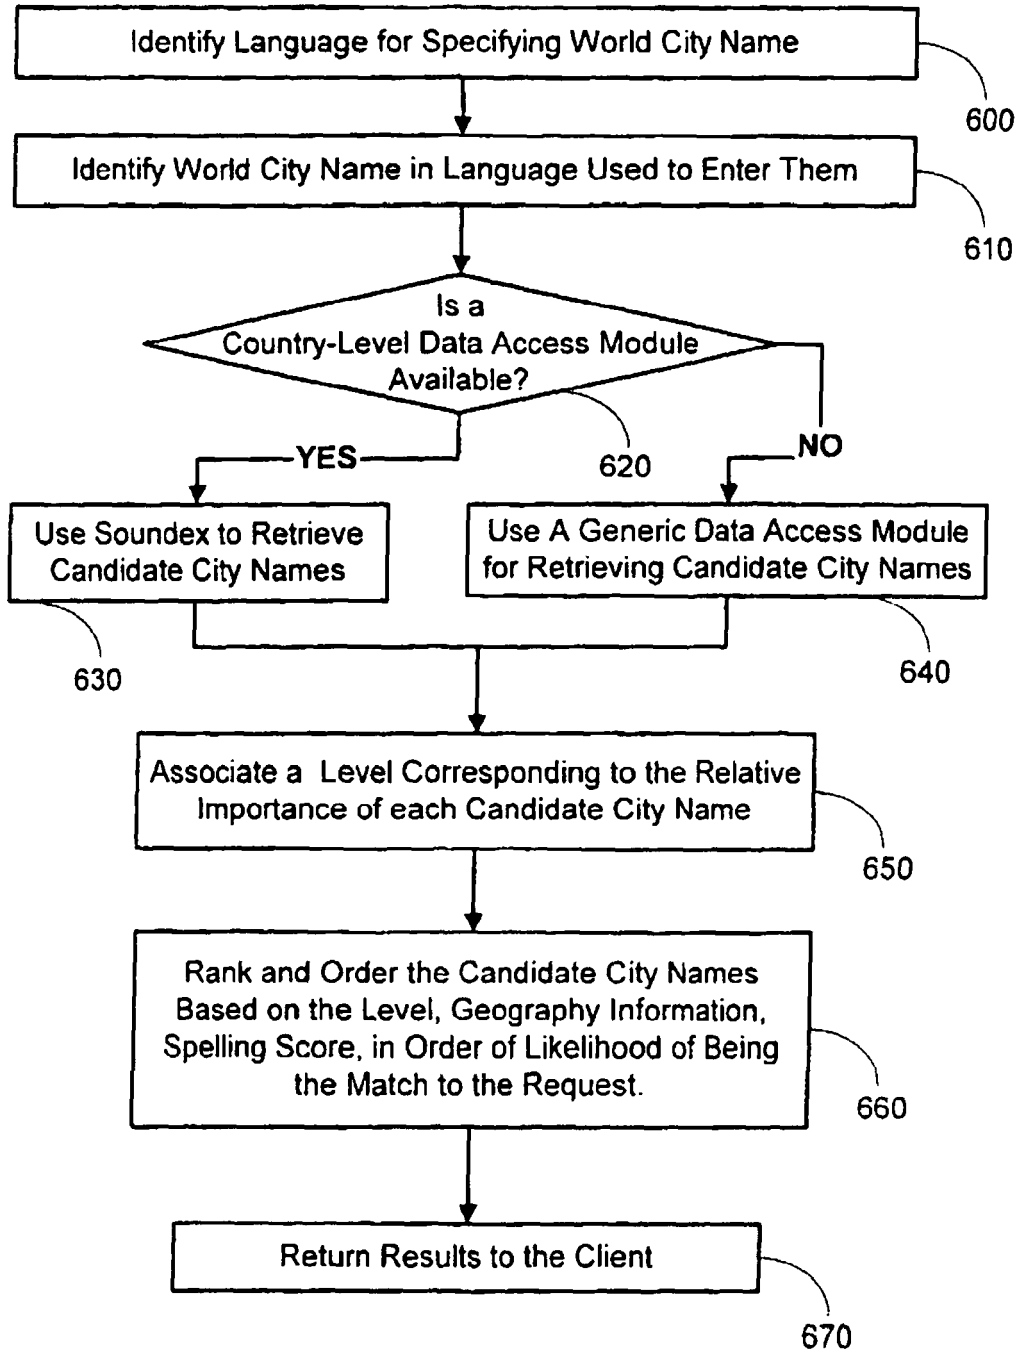 Identify Language for Specifying World City Name
600
Identify World City Name in Language Used to Enter Them
610
Is a
Country-Level Data Access Module
Available?
620
YES
NO
Use Soundex to Retrieve
Candidate City Names
630
Use A Generic Data Access Module
for Retrieving Candidate City Names
640
Associate a Level Corresponding to the Relative
Importance of each Candidate City Name
650
Rank and Order the Candidate City Names
Based on the Level, Geography Information,
Spelling Score, in Order of Likelihood of Being
the Match to the Request.
660
Return Results to the Client
670